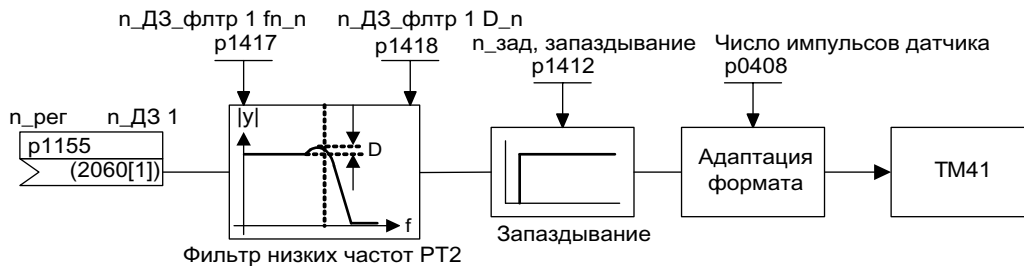 n_ДЗ_флтр 1 fn_n
p1417
n_ДЗ_флтр 1 D_n
p1418
n_зад, запаздывание
p1412
Число импульсов датчика
p0408
n_рег n_ДЗ 1
p1155
(2060[1])
|y|
D
f
Фильтр низких частот PT2
Запаздывание
Адаптация
формата
TM41